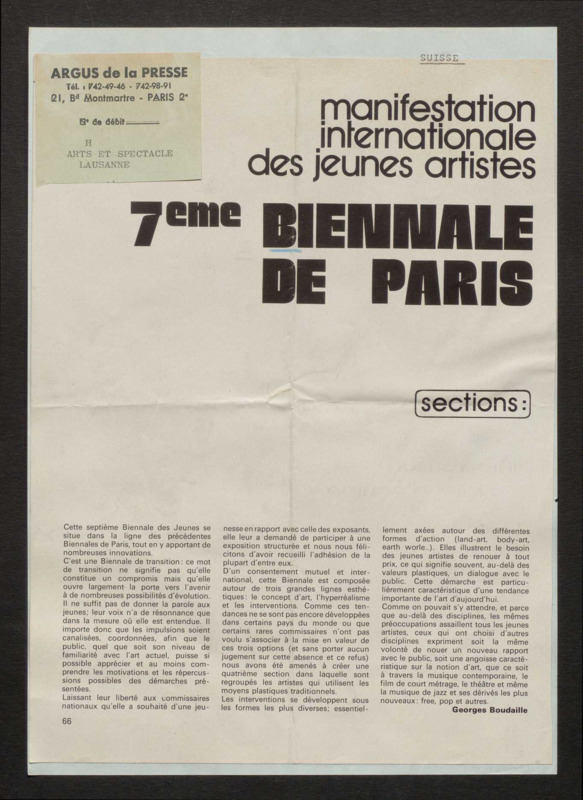 SUISSE
ARGUS de la PRESSE
Tél. : 742-49-46 - 742-98-91
21, Bd Montmartre - PARIS 2e
N° de débit
H
ARTS ET SPECTACLE
LAUSANNE
manifestation
internationale
des jeunes artistes
7eme BIENNALE
DE PARIS
sections:
Cette septième Biennale des Jeunes se
situe dans la ligne des précédentes
Biennales de Paris, tout en y apportant de
nombreuses innovations.
C'est une Biennale de transition : ce mot
de transition ne signifie pas qu'elle
constitue un compromis mais qu'elle
ouvre largement la porte vers l'avenir
à de nombreuses possibilités d'évolution.
Il ne suffit pas de donner la parole aux
jeunes; leur voix n'a de résonnance que
dans la mesure où elle est entendue. Il
importe donc que les impulsions soient
canalisées, coordonnées, afin que le
public, quel que soit son niveau de
familiarité avec l'art actuel, puisse si
possible apprécier et au moins com-
prendre les motivations et les répercus-
sions possibles des démarches pré-
sentées.
Laissant leur liberté aux commissaires
nationaux qu'elle a souhaité d'une jeu-
nesse en rapport avec celle des exposants,
elle leur a demandé de participer à une
exposition structurée et nous nous féli-
citons d'avoir recueilli l'adhésion de la
plupart d'entre eux.
D'un consentement mutuel et inter-
national, cette Biennale est composée
autour de trois grandes lignes esthé-
tiques : le concept d'art, l'hyperréalisme
et les interventions. Comme ces ten-
dances ne se sont pas encore développées
dans certains pays du monde ou que
certains rares commissaires n'ont pas
voulu s'associer à la mise en valeur de
ces trois options (et sans porter aucun
jugement sur cette absence et ce refus)
nous avons été amenés à créer une
quatrième section dans laquelle sont
regroupés les artistes qui utilisent les
moyens plastiques traditionnels.
Les interventions se développent sous
les formes les plus diverses; essentiel-
lement axées autour des différentes
formes d'action (land-art, body-art,
earth worle..). Elles illustrent le besoin
des jeunes artistes de renouer à tout
prix, ce qui signifie souvent, au-delà des
valeurs plastiques, un dialogue avec le
public. Cette démarche est particu-
lièrement caractéristique d'une tendance
importante de l'art d'aujourd'hui.
Comme on pouvait s'y attendre, et parce
que au-delà des disciplines, les mêmes
préoccupations assaillent tous les jeunes
artistes, ceux qui ont choisi d'autres
disciplines expriment soit la même
volonté de nouer un nouveau rapport
avec le public, soit une angoisse caracté-
ristique sur la notion d'art, que ce soit
à travers la musique contemporaine, le
film de court métrage, le théâtre et même
la musique de jazz et ses dérivés les plus
nouveaux : free, pop et autres.
Georges Boudaille
66